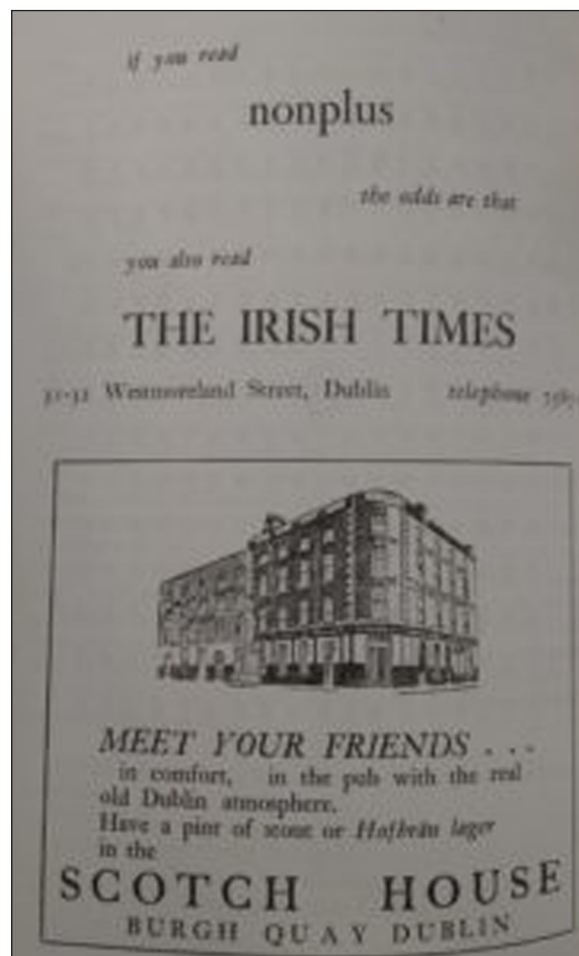 if you read
nonplus
the odds are that
you also read
THE IRISH TIMES
31-32 Westmoreland Street, Dublin telephone
MEET YOUR FRIENDS . . .
in comfort, in the pub with the real
old Dublin atmosphere.
Have a pint of stout or Hofbräu lager
in the
SCOTCH HOUSE
BURGH QUAY DUBLIN